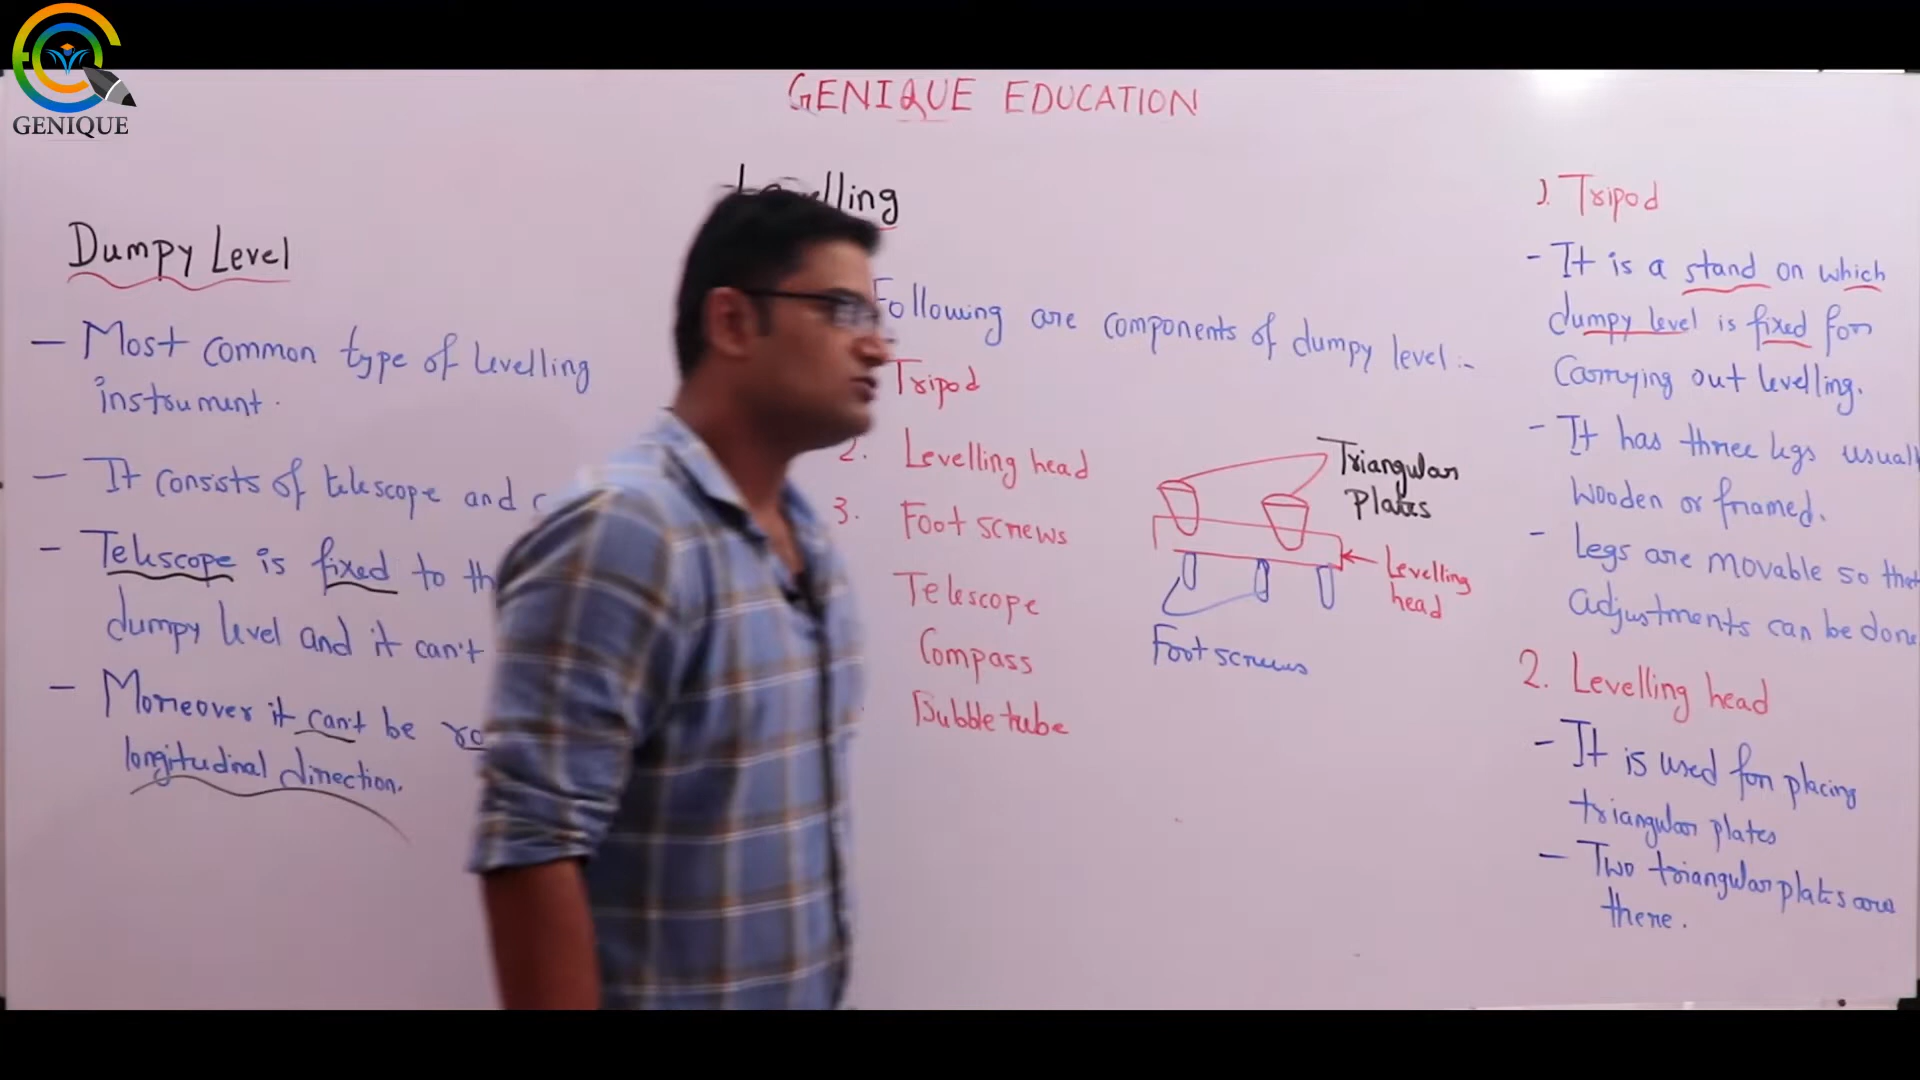 GENIQUE
GENIQUE EDUCATION
Levelling
Dumpy Level
— Most common type of levelling
instrument.
— It consists of telescope and
- Telescope is fixed to th
dumpy level and it can't
- Moreover it can't be ro
longitudinal direction.
Following are components of dumpy level :-
Tripod
2. Levelling head
3. Foot screws
Telescope
Compass
Bubble tube
Triangular
plates
Levelling
head
Foot screws
1. Tripod
- It is a stand on which
dumpy level is fixed for
Carrying out levelling.
- It has three legs usuall
wooden or framed.
- Legs are movable so that
adjustments can be done
2. Levelling head
- It is used for placing
triangular plates
- Two triangular plates are
there.